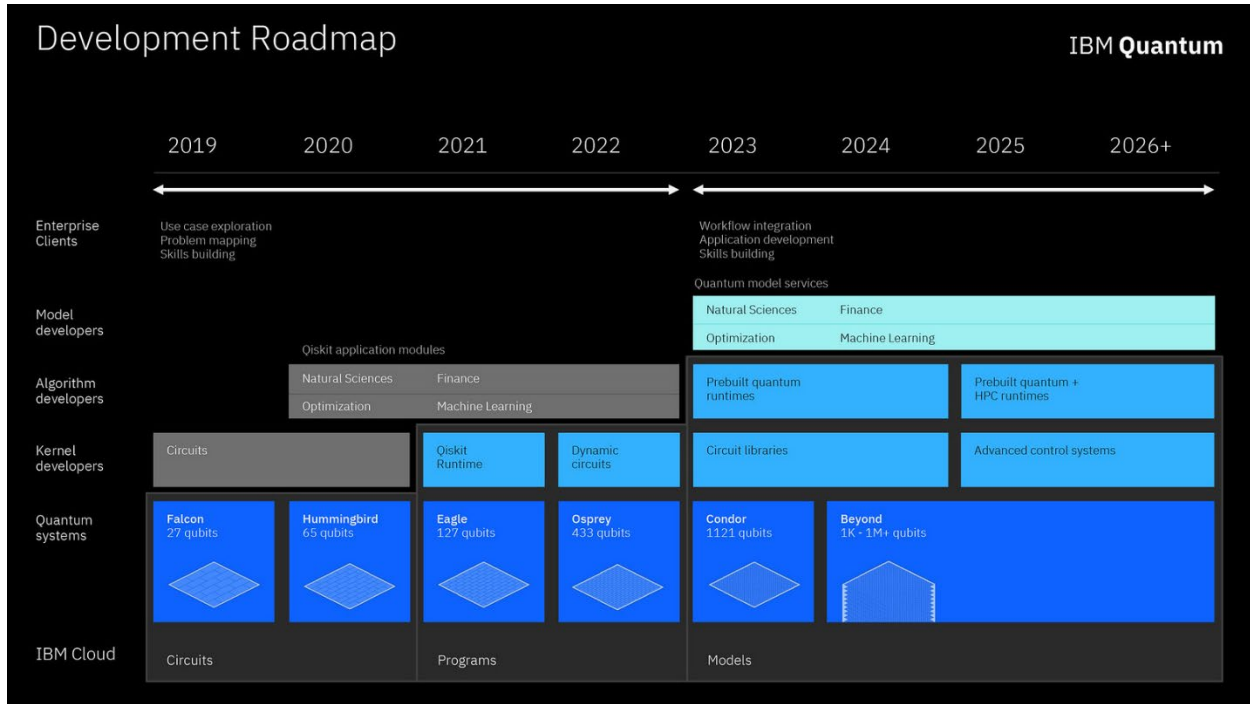 Development Roadmap
IBM Quantum
2019 2020 2021 2022 2023 2024 2025 2026+
Enterprise
Clients
Use case exploration
Problem mapping
Skills building
Workflow integration
Application development
Skills building
Model
developers
Quantum model services
Natural Sciences Finance
Optimization Machine Learning
Algorithm
developers
Qiskit application modules
Natural Sciences Finance
Optimization Machine Learning
Prebuilt quantum
runtimes
Prebuilt quantum +
HPC runtimes
Kernel
developers
Circuits
Qiskit
Runtime
Dynamic
circuits
Circuit libraries
Advanced control systems
Quantum
systems
Falcon
27 qubits
Hummingbird
65 qubits
Eagle
127 qubits
Osprey
433 qubits
Condor
1121 qubits
Beyond
1K - 1M+ qubits
IBM Cloud
Circuits
Programs
Models